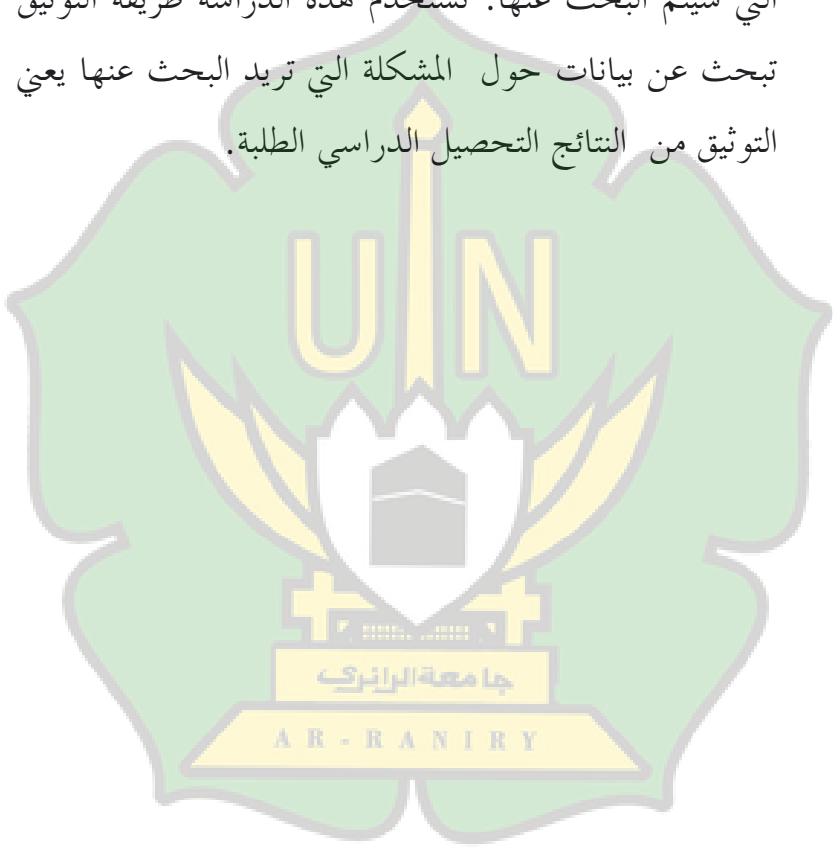 التي سيتم البحث عنها. تستخدم هذه الدراسة طريقة التوثيق
تبحث عن بيانات حول المشكلة التي تريد البحث عنها يعني
التوثيق من النتائج التحصيل الدراسي الطلبة.
UIN
جامعة الرانري
AR-RANIRY